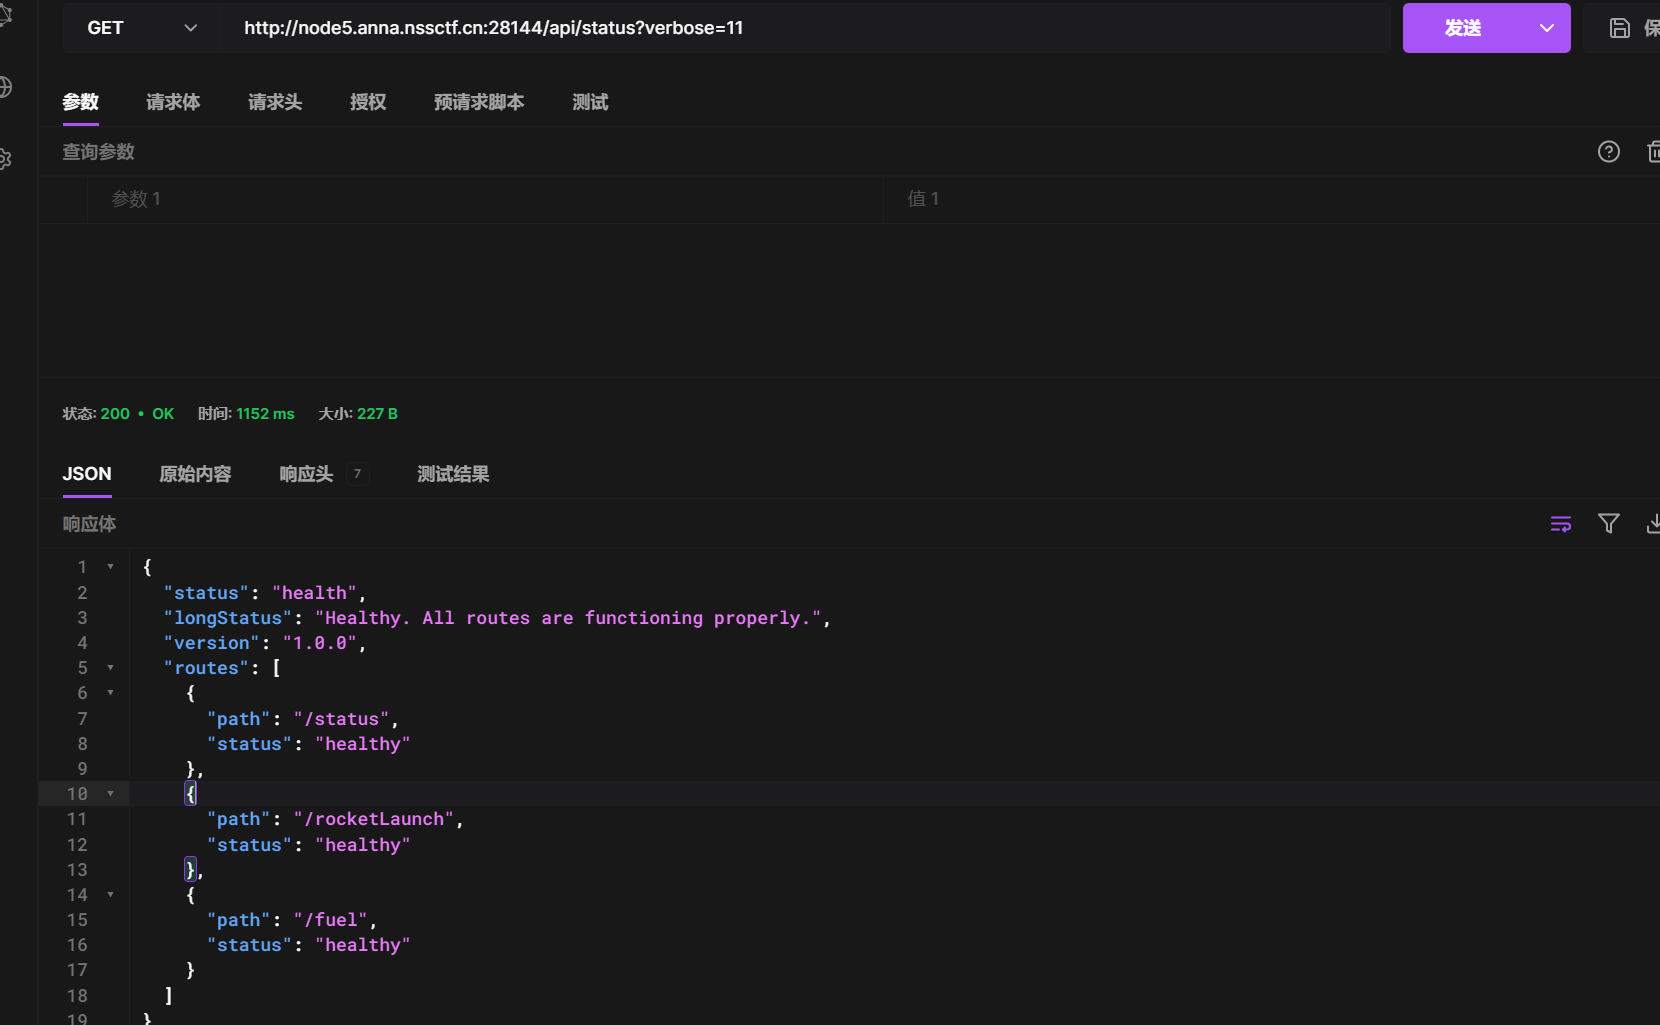 GET http://node5.anna.nssctf.cn:28144/api/status?verbose=11 发送
参数 请求体 请求头 授权 预请求脚本 测试
查询参数
参数 1 值 1
状态: 200 • OK 时间: 1152 ms 大小: 227 B
JSON 原始内容 响应头 7 测试结果
响应体
1 {
2 "status": "health",
3 "longStatus": "Healthy. All routes are functioning properly.",
4 "version": "1.0.0",
5 "routes": [
6 {
7 "path": "/status",
8 "status": "healthy"
9 },
10 {
11 "path": "/rocketLaunch",
12 "status": "healthy"
13 },
14 {
15 "path": "/fuel",
16 "status": "healthy"
17 }
18 ]
19 }